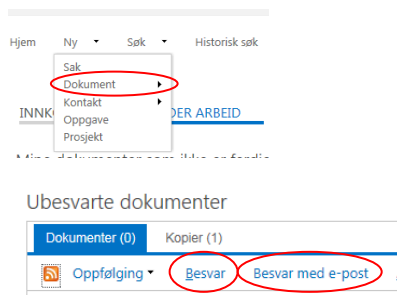 Hjem Ny Søk Historisk søk
Sak
Dokument
Kontakt
INNK DER ARBEID
Oppgave
Prosjekt
Ubesvarte dokumenter
Dokumenter (0) Kopier (1)
Oppfølging Besvar Besvar med e-post